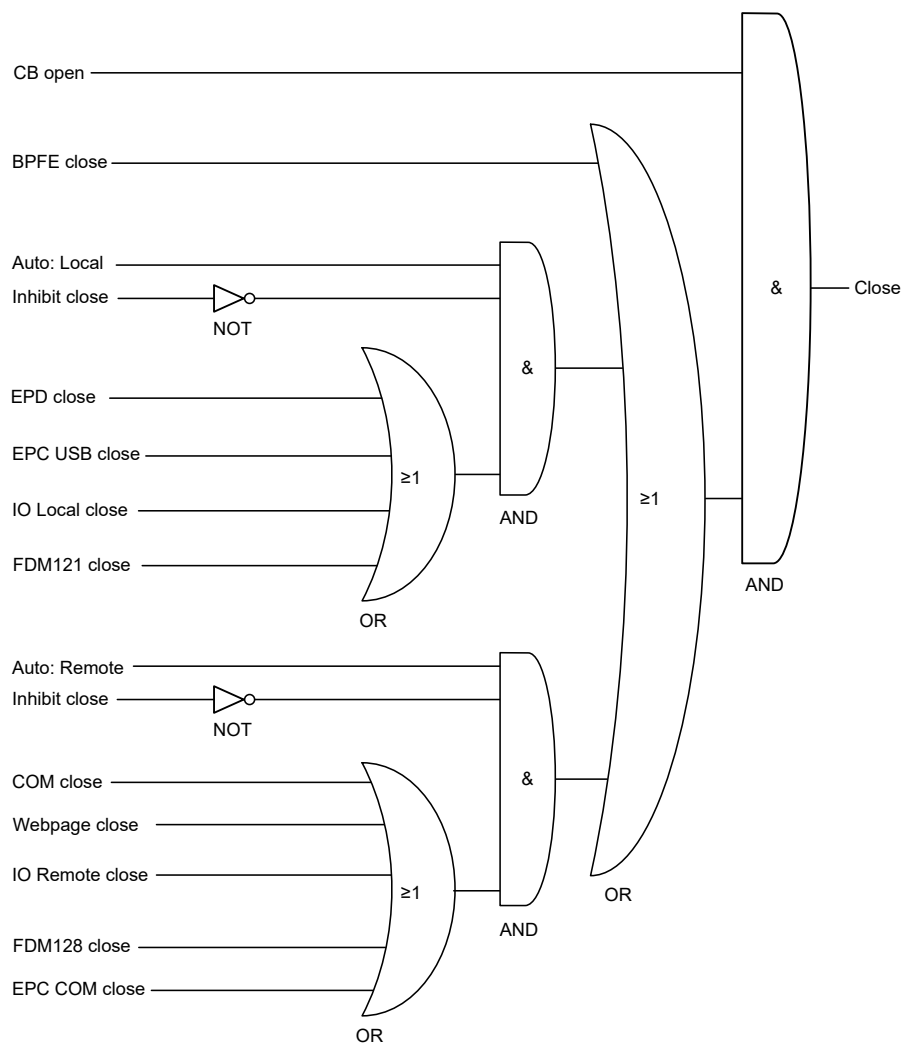 CB open
BPFE close
Auto: Local
Inhibit close
NOT
&
Close
&
EPD close
EPC USB close
≥1
IO Local close
AND
≥1
FDM121 close
AND
OR
Auto: Remote
Inhibit close
NOT
COM close
&
Webpage close
IO Remote close
≥1
OR
AND
FDM128 close
EPC COM close
OR